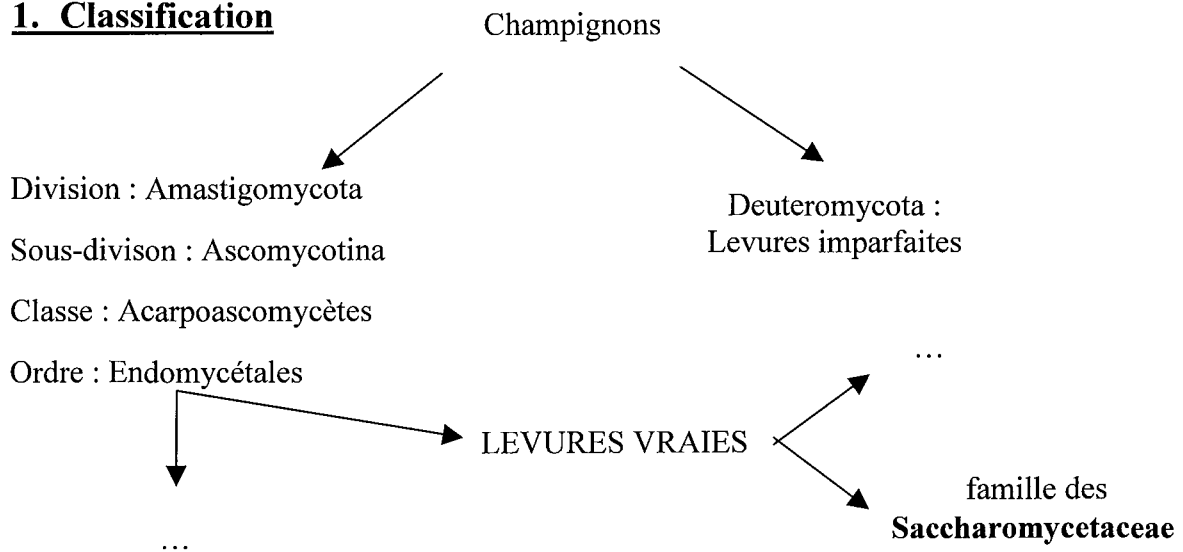 1. Classification
Champignons
Division : Amastigomycota
Sous-divison : Ascomycotina
Classe : Acarpoascomycètes
Ordre : Endomycétales
Deuteromycota :
Levures imparfaites
...
LEVURES VRAIES
...
famille des
Saccharomycetaceae